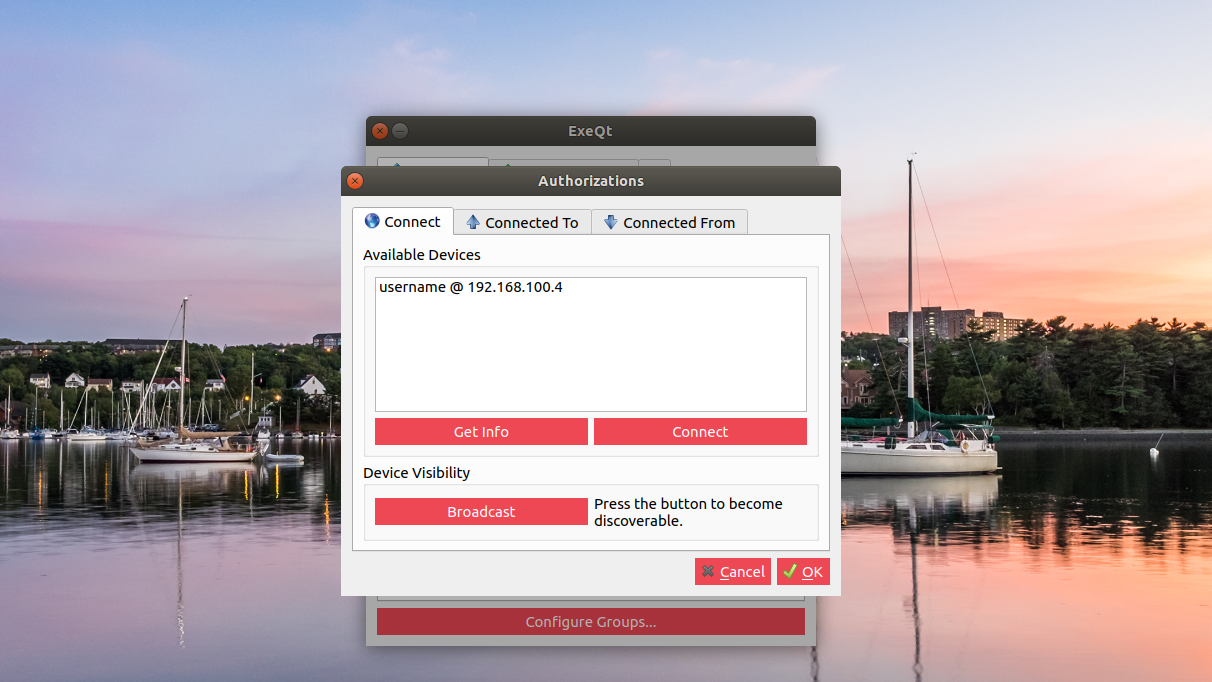 ExeQt
Authorizations
Connect
Connected To
Connected From
Available Devices
username @ 192.168.100.4
Get Info
Connect
Device Visibility
Broadcast
Press the button to become
discoverable.
Cancel
OK
Configure Groups...